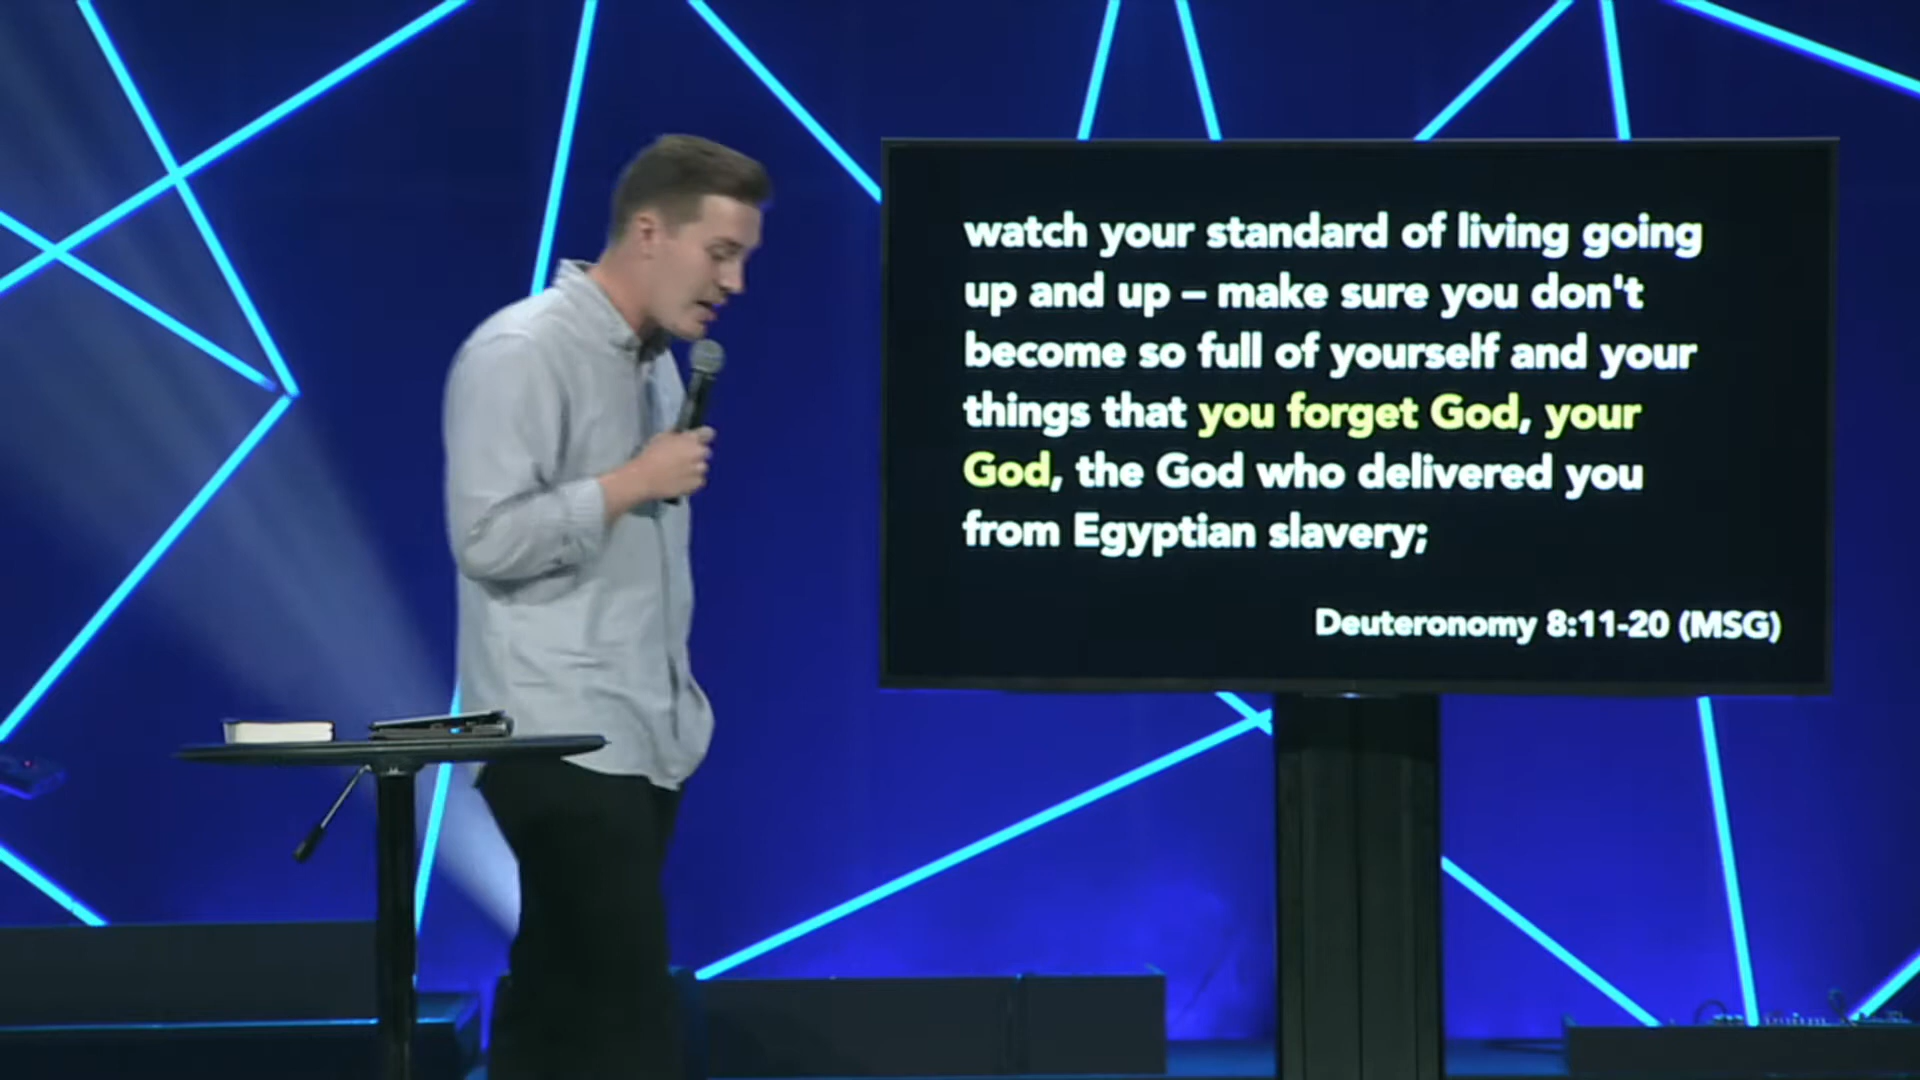 watch your standard of living going
up and up – make sure you don't
become so full of yourself and your
things that you forget God, your
God, the God who delivered you
from Egyptian slavery;
Deuteronomy 8:11-20 (MSG)